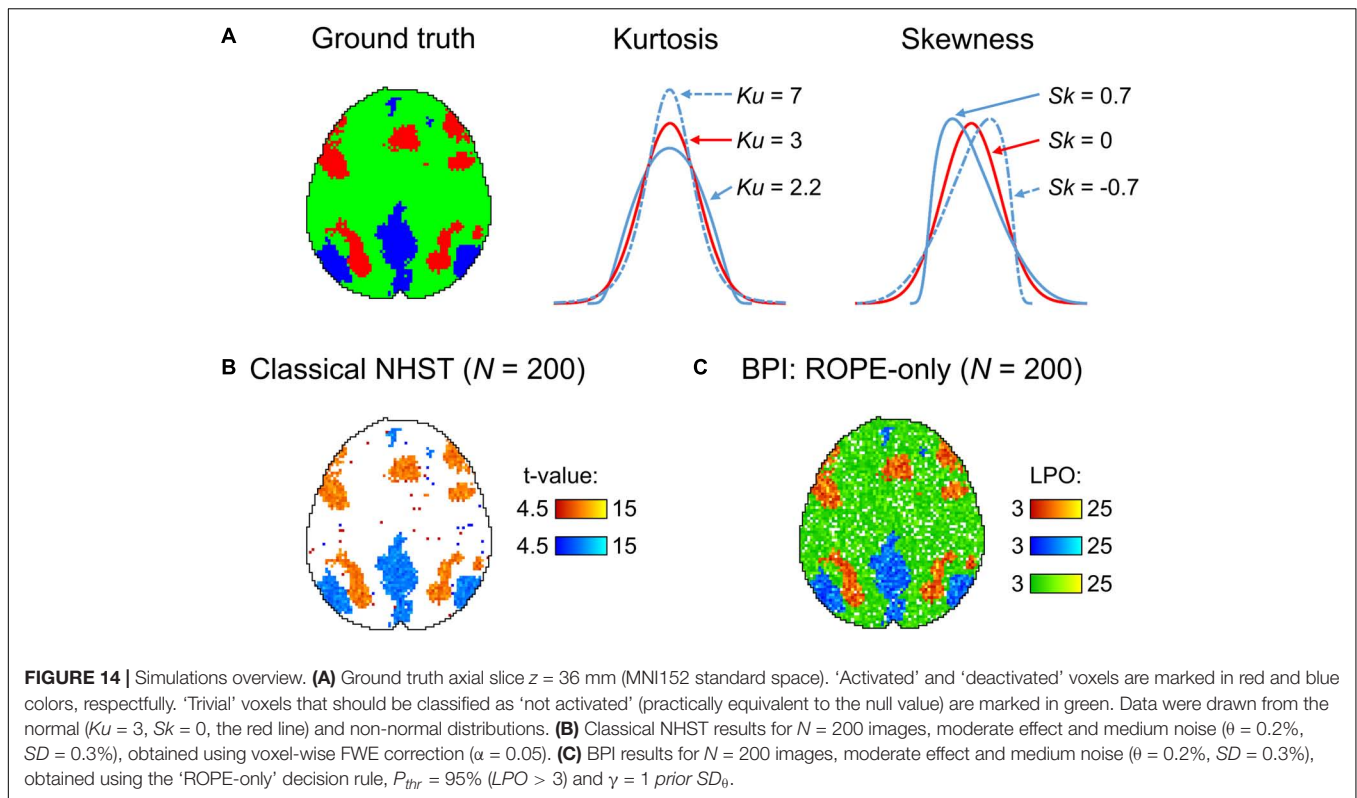 A Ground truth Kurtosis Skewness
Ku = 7
Ku = 3
Ku = 2.2
Sk = 0.7
Sk = 0
Sk = -0.7
B Classical NHST (N = 200)
t-value:
4.5 15
4.5 15
C BPI: ROPE-only (N = 200)
LPO:
3 25
3 25
3 25
FIGURE 14 | Simulations overview. (A) Ground truth axial slice z = 36 mm (MNI152 standard space). ‘Activated’ and ‘deactivated’ voxels are marked in red and blue
colors, respectfully. ‘Trivial’ voxels that should be classified as ‘not activated’ (practically equivalent to the null value) are marked in green. Data were drawn from the
normal (Ku = 3, Sk = 0, the red line) and non-normal distributions. (B) Classical NHST results for N = 200 images, moderate effect and medium noise (θ = 0.2%,
SD = 0.3%), obtained using voxel-wise FWE correction (α = 0.05). (C) BPI results for N = 200 images, moderate effect and medium noise (θ = 0.2%, SD = 0.3%),
obtained using the ‘ROPE-only’ decision rule, Pthr = 95% (LPO > 3) and γ = 1 prior SDθ.